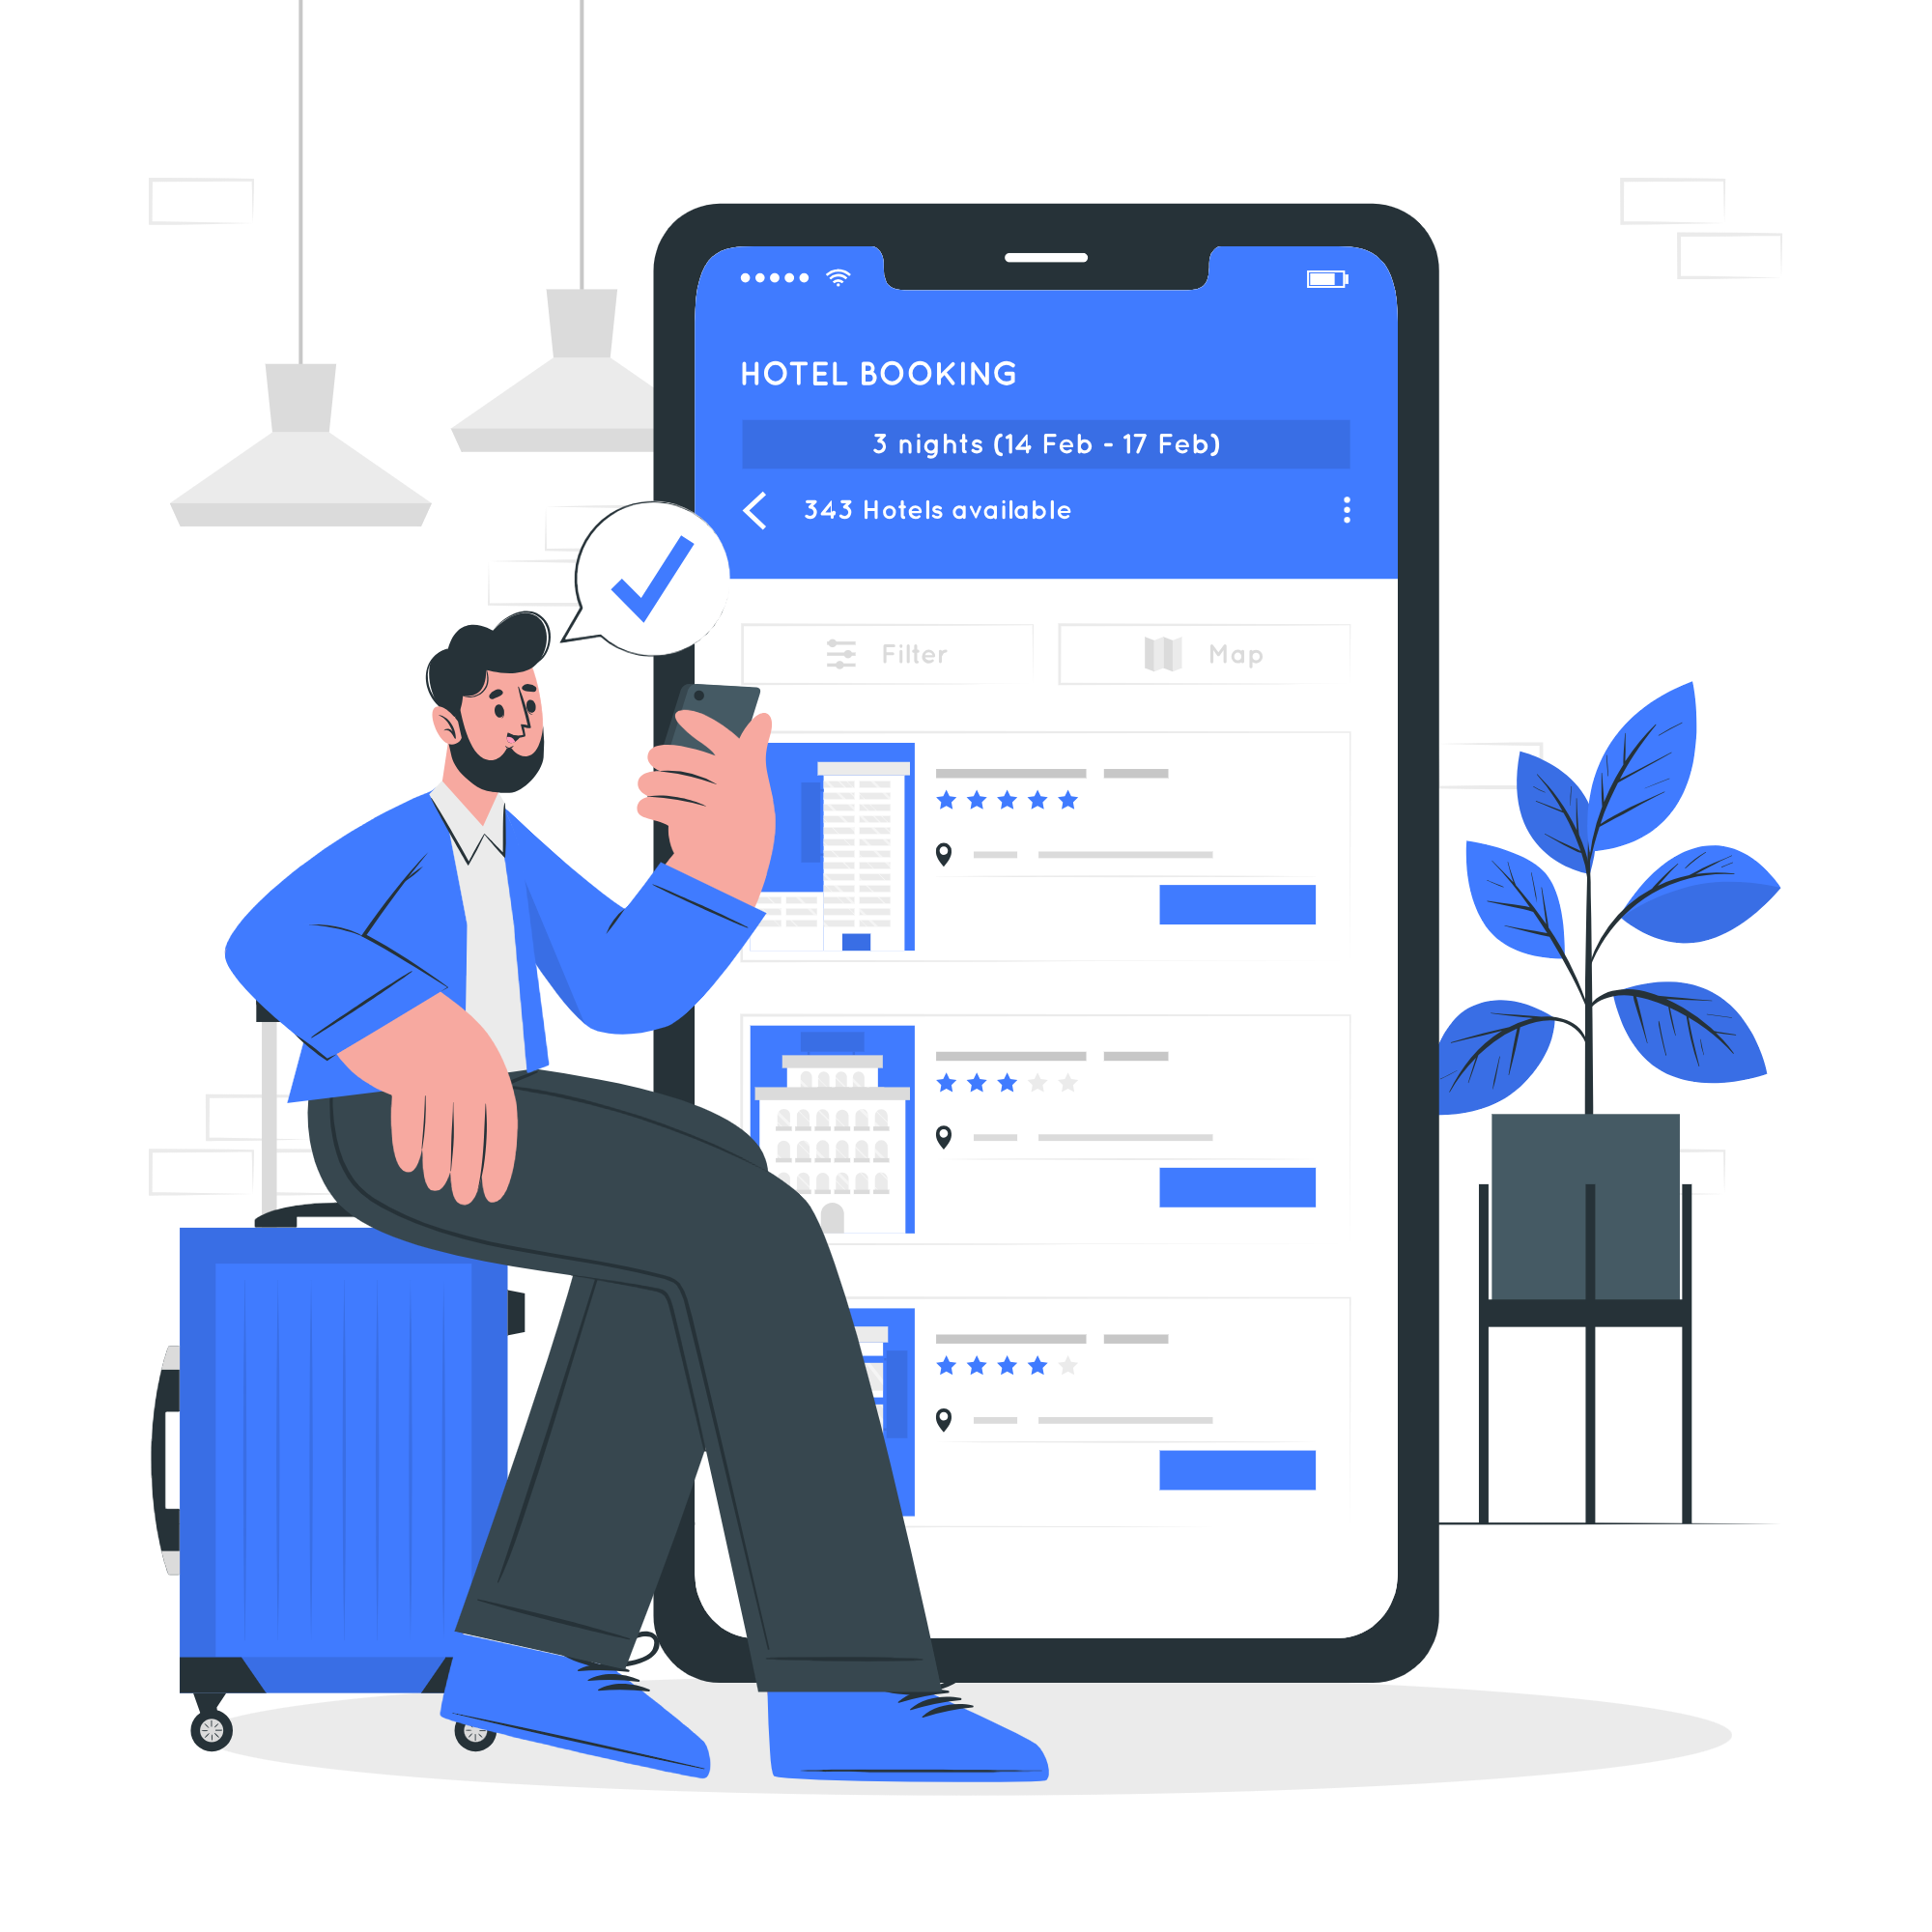 HOTEL BOOKING
3 nights (14 Feb - 17 Feb)
343 Hotels available
Filter
Map